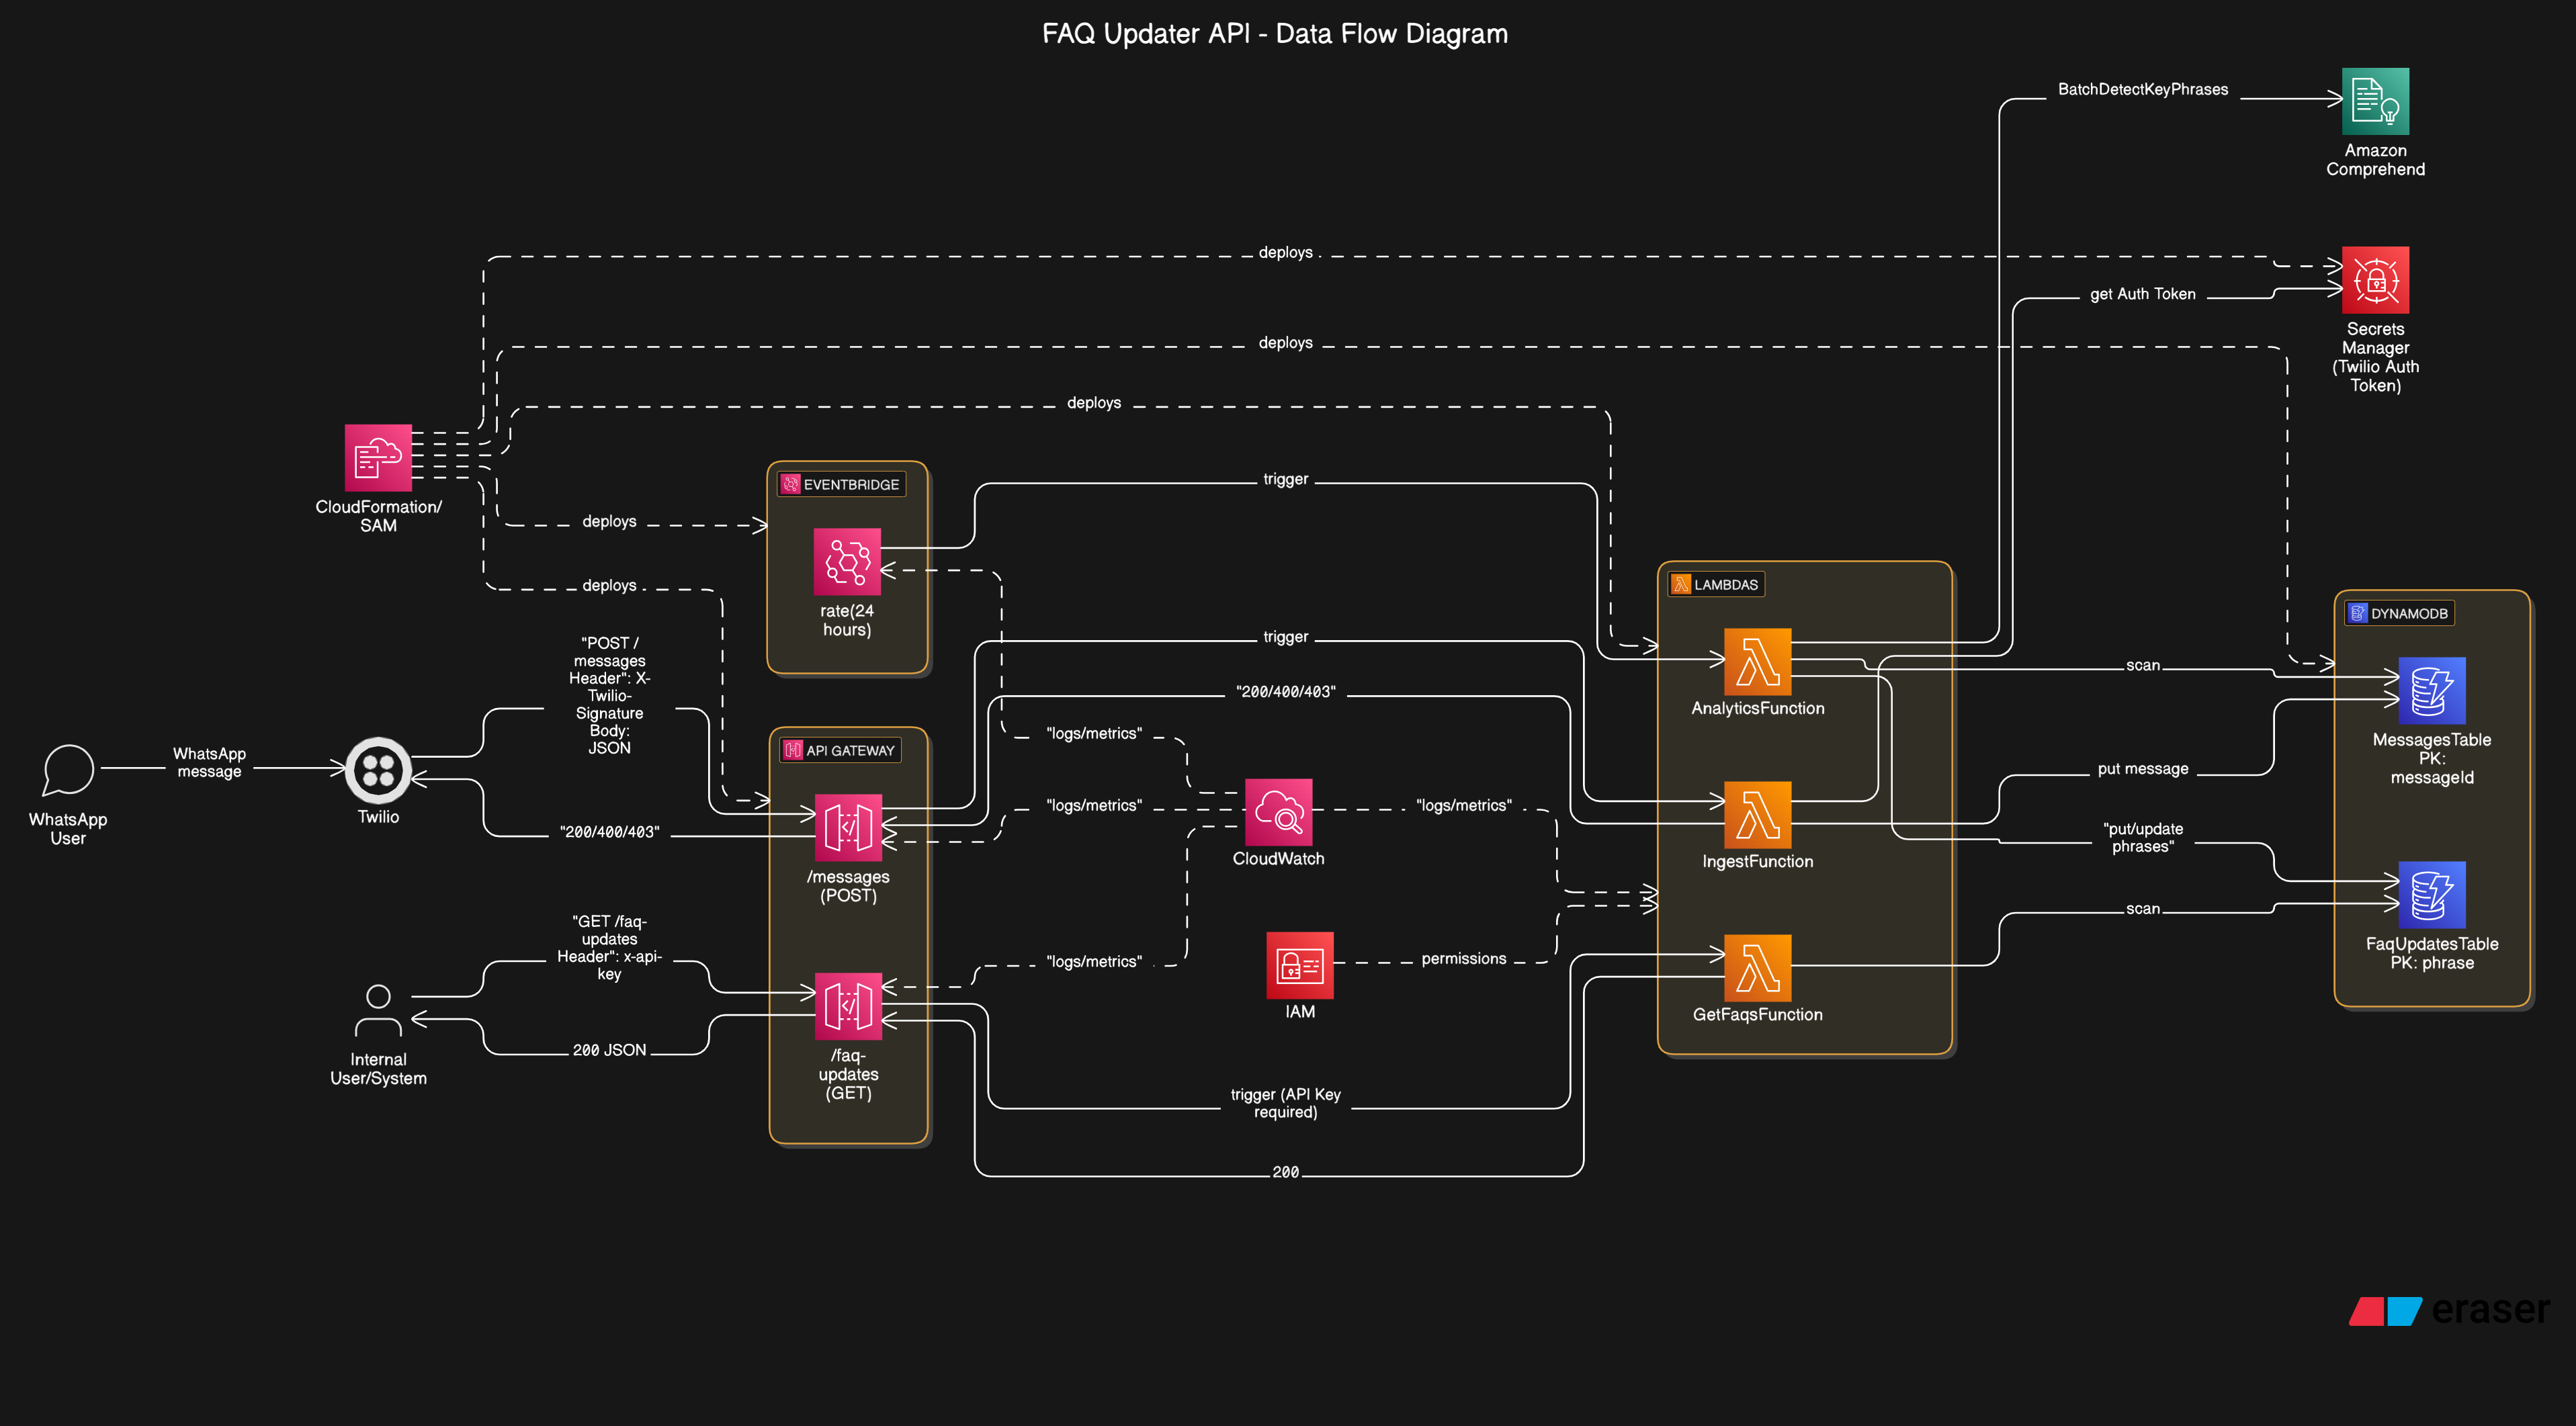 FAQ Updater API - Data Flow Diagram
BatchDetectKeyPhrases
Amazon
Comprehend
deploys
get Auth Token
Secrets
Manager
(Twilio Auth
Token)
deploys
deploys
CloudFormation/
SAM
EVENTBRIDGE
trigger
deploys
rate(24
hours)
deploys
LAMBDAS
DYNAMODB
"POST /
messages
Header": X-
Twilio-
Signature
Body:
JSON
trigger
scan
"200/400/403"
AnalyticsFunction
MessagesTable
PK:
messageId
WhatsApp
message
API GATEWAY
"logs/metrics"
put message
WhatsApp
User
Twilio
"200/400/403"
"logs/metrics"
"logs/metrics"
CloudWatch
IngestFunction
"put/update
phrases"
/messages
(POST)
"GET /faq-
updates
Header": x-api-
key
"logs/metrics"
permissions
scan
FaqUpdatesTable
PK: phrase
IAM
GetFaqsFunction
200 JSON
Internal
User/System
/faq-
updates
(GET)
trigger (API Key
required)
200
eraser